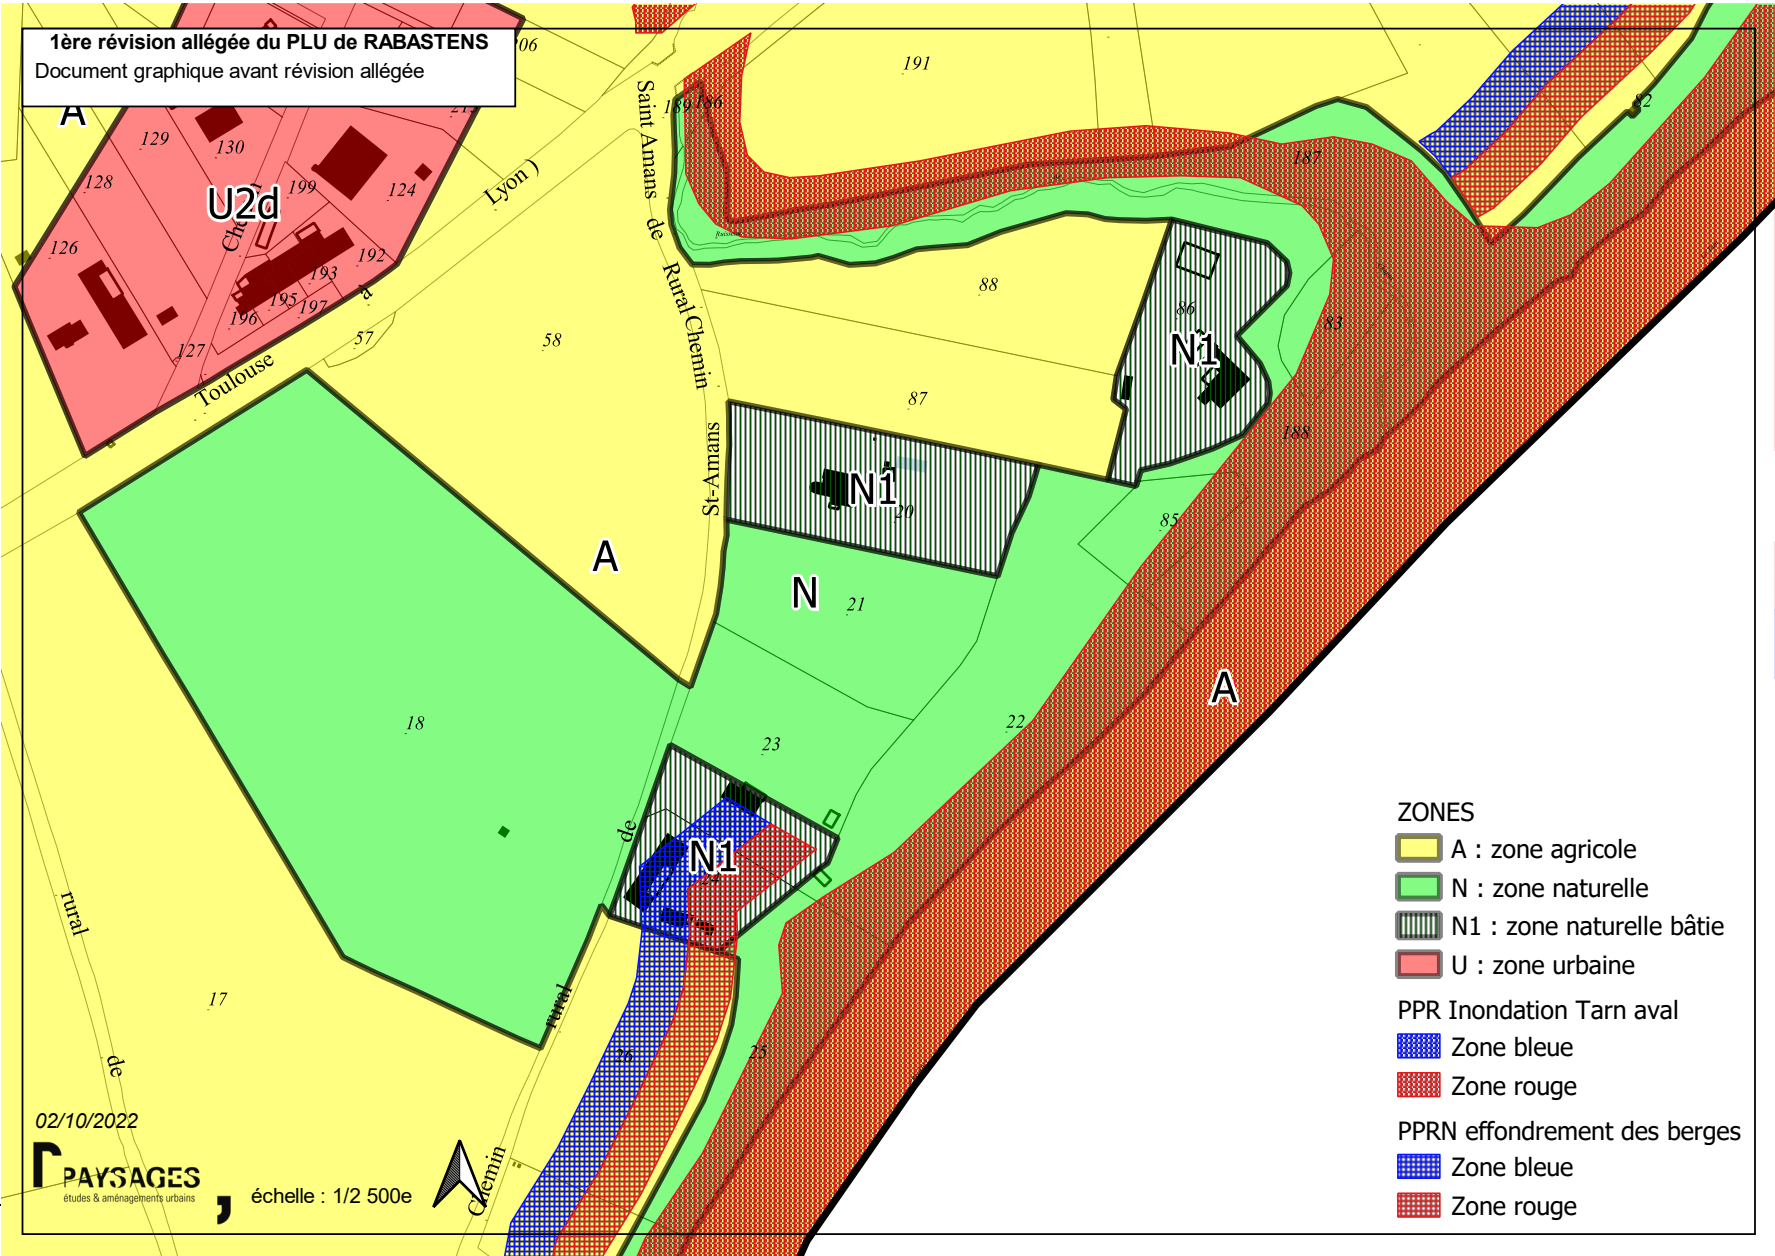 1ère révision allégée du PLU de RABASTENS
Document graphique avant révision allégée
A
206
191
82
189
186
129
130
128
199
124
U2d
Lyon )
Saint Amans de
187
126
193
192
195
197
196
127
à
57
Toulouse
58
Rural Chemin
88
86
83
N1
87
188
St-Amans
N1
20
85
A
N
21
A
18
23
22
de
N1
24
rural
17
de
rural
26
25
Chemin
ZONES
A : zone agricole
N : zone naturelle
N1 : zone naturelle bâtie
U : zone urbaine
PPR Inondation Tarn aval
Zone bleue
Zone rouge
PPRN effondrement des berges
Zone bleue
Zone rouge
02/10/2022
PAYSAGES
études & aménagements urbains
échelle : 1/2 500e